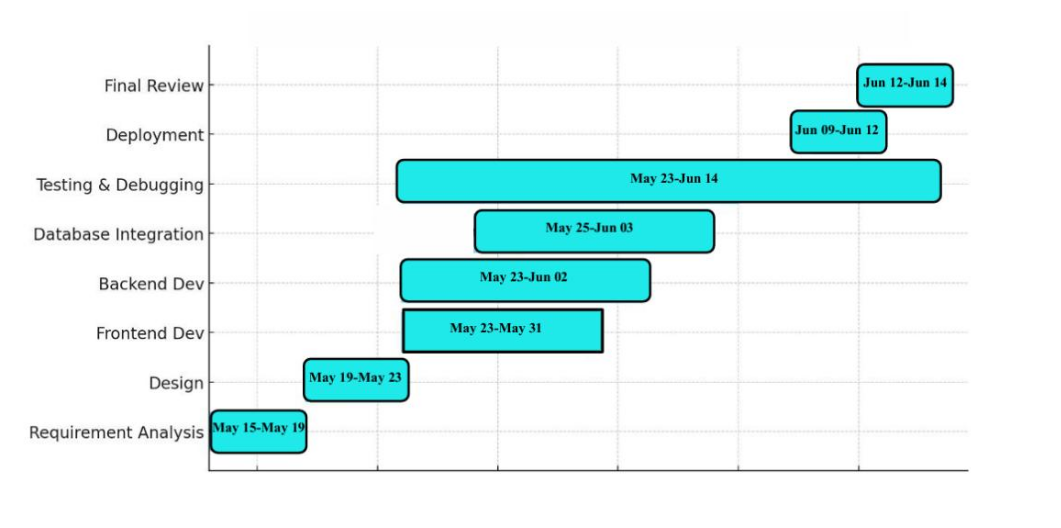 Final Review
Jun 12-Jun 14
Deployment
Jun 09-Jun 12
Testing & Debugging
May 23-Jun 14
Database Integration
May 25-Jun 03
Backend Dev
May 23-Jun 02
Frontend Dev
May 23-May 31
Design
May 19-May 23
Requirement Analysis
May 15-May 19